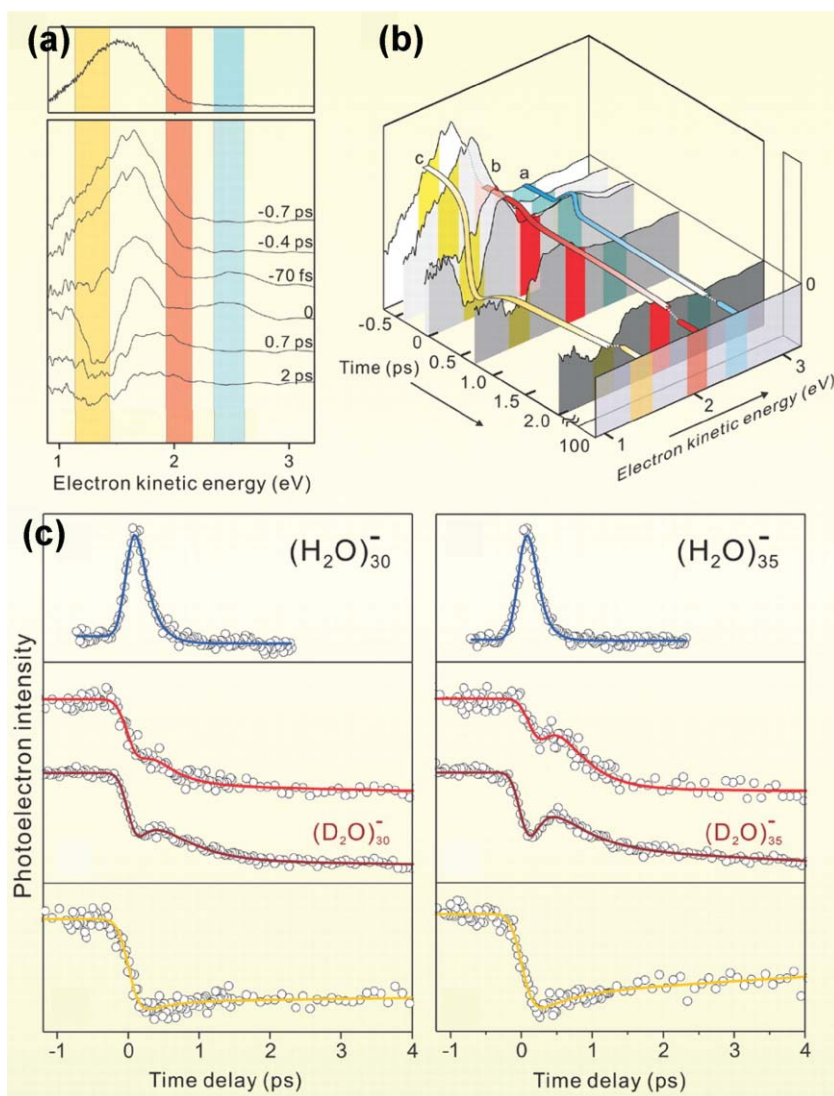 (a)
-0.7 ps
-0.4 ps
-70 fs
0
0.7 ps
2 ps
1 2 3
Electron kinetic energy (eV)
(b)
c
b
a
0
-0.5
0
0.5
1.0
1.5
2.0
100
Time (ps)
1
2
3
Electron kinetic energy (eV)
(c)
Photoelectron intensity
(H₂O)₃₀⁻
(D₂O)₃₀⁻
-1 0 1 2 3 4
Time delay (ps)
(H₂O)₃₅⁻
(D₂O)₃₅⁻
-1 0 1 2 3 4
Time delay (ps)